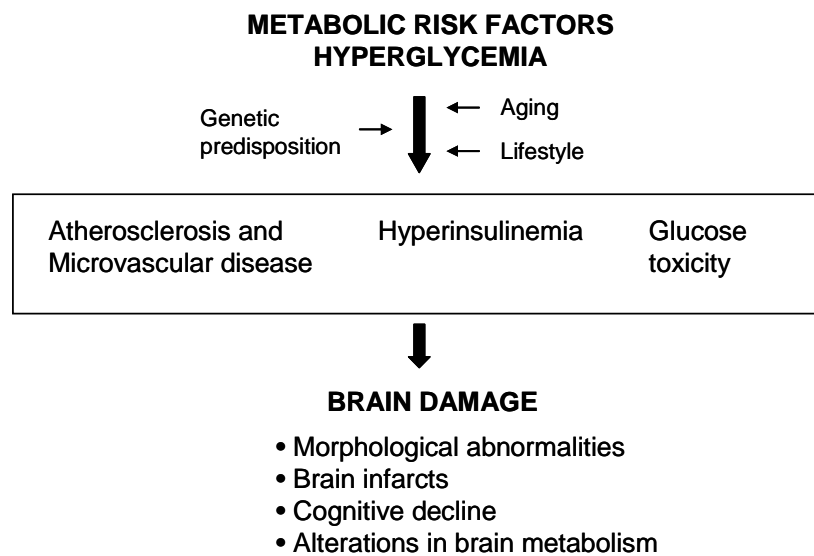 METABOLIC RISK FACTORS
HYPERGLYCEMIA
Genetic
predisposition
Aging
Lifestyle
Atherosclerosis and
Microvascular disease
Hyperinsulinemia
Glucose
toxicity
BRAIN DAMAGE
• Morphological abnormalities
• Brain infarcts
• Cognitive decline
• Alterations in brain metabolism